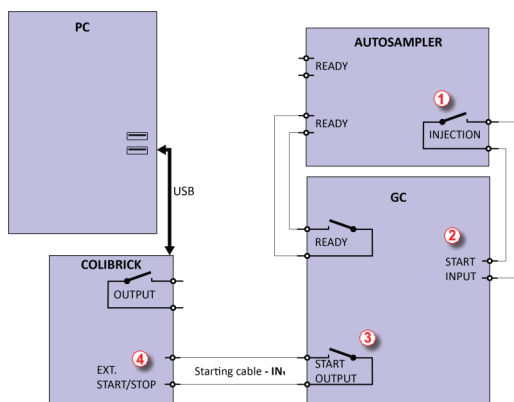 PC
AUTOSAMPLER
READY
1
READY
INJECTION
USB
GC
2
READY
START
INPUT
COLIBRICK
OUTPUT
3
4
EXT.
START/STOP
Starting cable - IN₁
START
OUTPUT